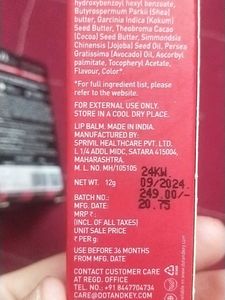 hydroxybenzoyl hexyl benzoate,
Butyrospermum Parkii (Shea)
butter, Garcinia Indica (Kokum)
Seed Butter, Theobroma Cacao
(Cocoa) Seed Butter, Simmondsia
Chinensis (Jojoba) Seed Oil, Persea
Gratissima (Avocado) Oil, Ascorbyl
palmitate, Tocopheryl Acetate,
Flavour, Color*.
*For full ingredient list, please
refer to website.
FOR EXTERNAL USE ONLY.
STORE IN A COOL DRY PLACE.
LIP BALM. MADE IN INDIA.
MANUFACTURED BY:
SPRIVIL HEALTHCARE PVT. LTD.
L 1/4 ADDL MIDC, SATARA 415004,
MAHARASHTRA.
M. L. NO: MH/105105
NET WT. 12g
BATCH NO.: 24KW
MFG. DATE: 09/2024
MRP ₹: 249.00/-
(INCL. OF ALL TAXES) 20.75
UNIT SALE PRICE
₹ PER g:
USE BEFORE 36 MONTHS
FROM MFG. DATE
CONTACT CUSTOMER CARE
AT REGD. OFFICE
+91 8447704734
CARE@DOTANDKEY.COM